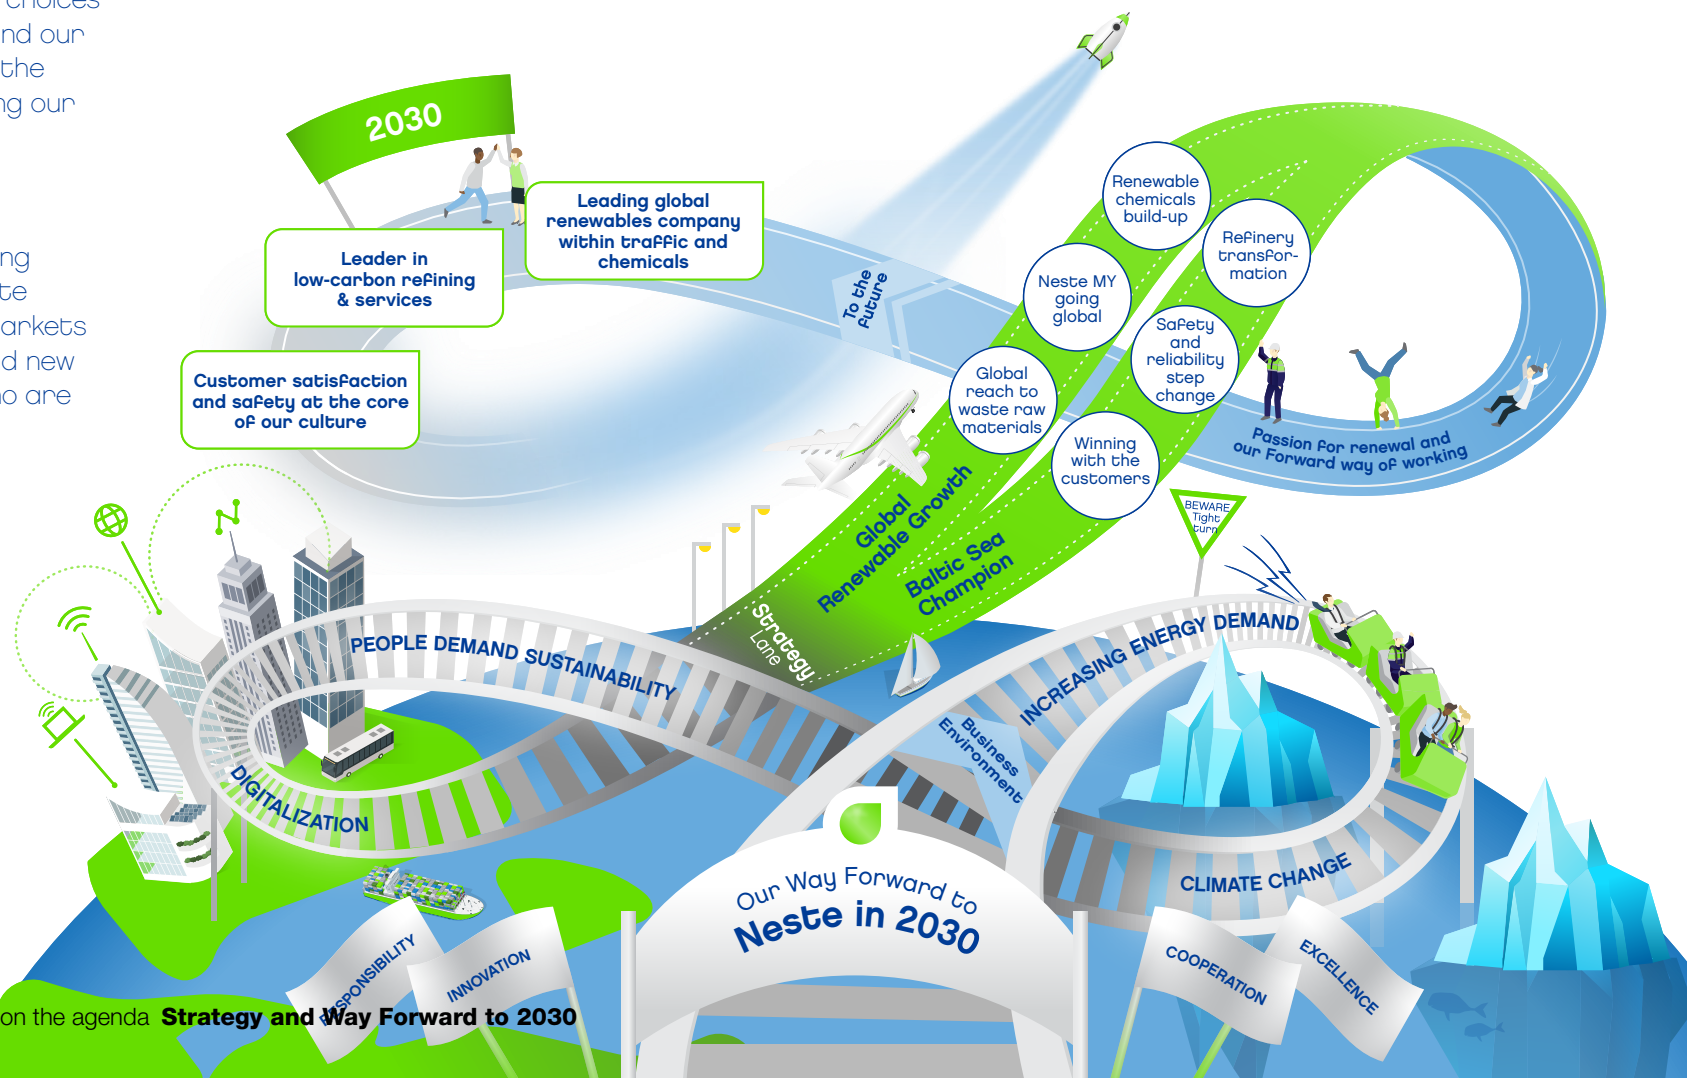 choices
nd our
the
ng our
ng
te
arkets
d new
o are
2030
Leading global
renewables company
within traffic and
chemicals
Leader in
low-carbon refining
& services
Customer satisfaction
and safety at the core
of our culture
To the
future
Renewable
chemicals
build-up
Refinery
transfor-
mation
Neste MY
going
global
Safety
and
reliability
step
change
Global
reach to
waste raw
materials
Winning
with the
customers
Passion for renewal and
our Forward way of working
Global
Renewable Growth
Baltic Sea
Champion
Strategy
Lane
BEWARE
Tight
turn
PEOPLE DEMAND SUSTAINABILITY
INCREASING ENERGY DEMAND
Business
Environment
DIGITALIZATION
CLIMATE CHANGE
Our Way Forward to
Neste in 2030
RESPONSIBILITY
INNOVATION
COOPERATION
EXCELLENCE
on the agenda Strategy and Way Forward to 2030